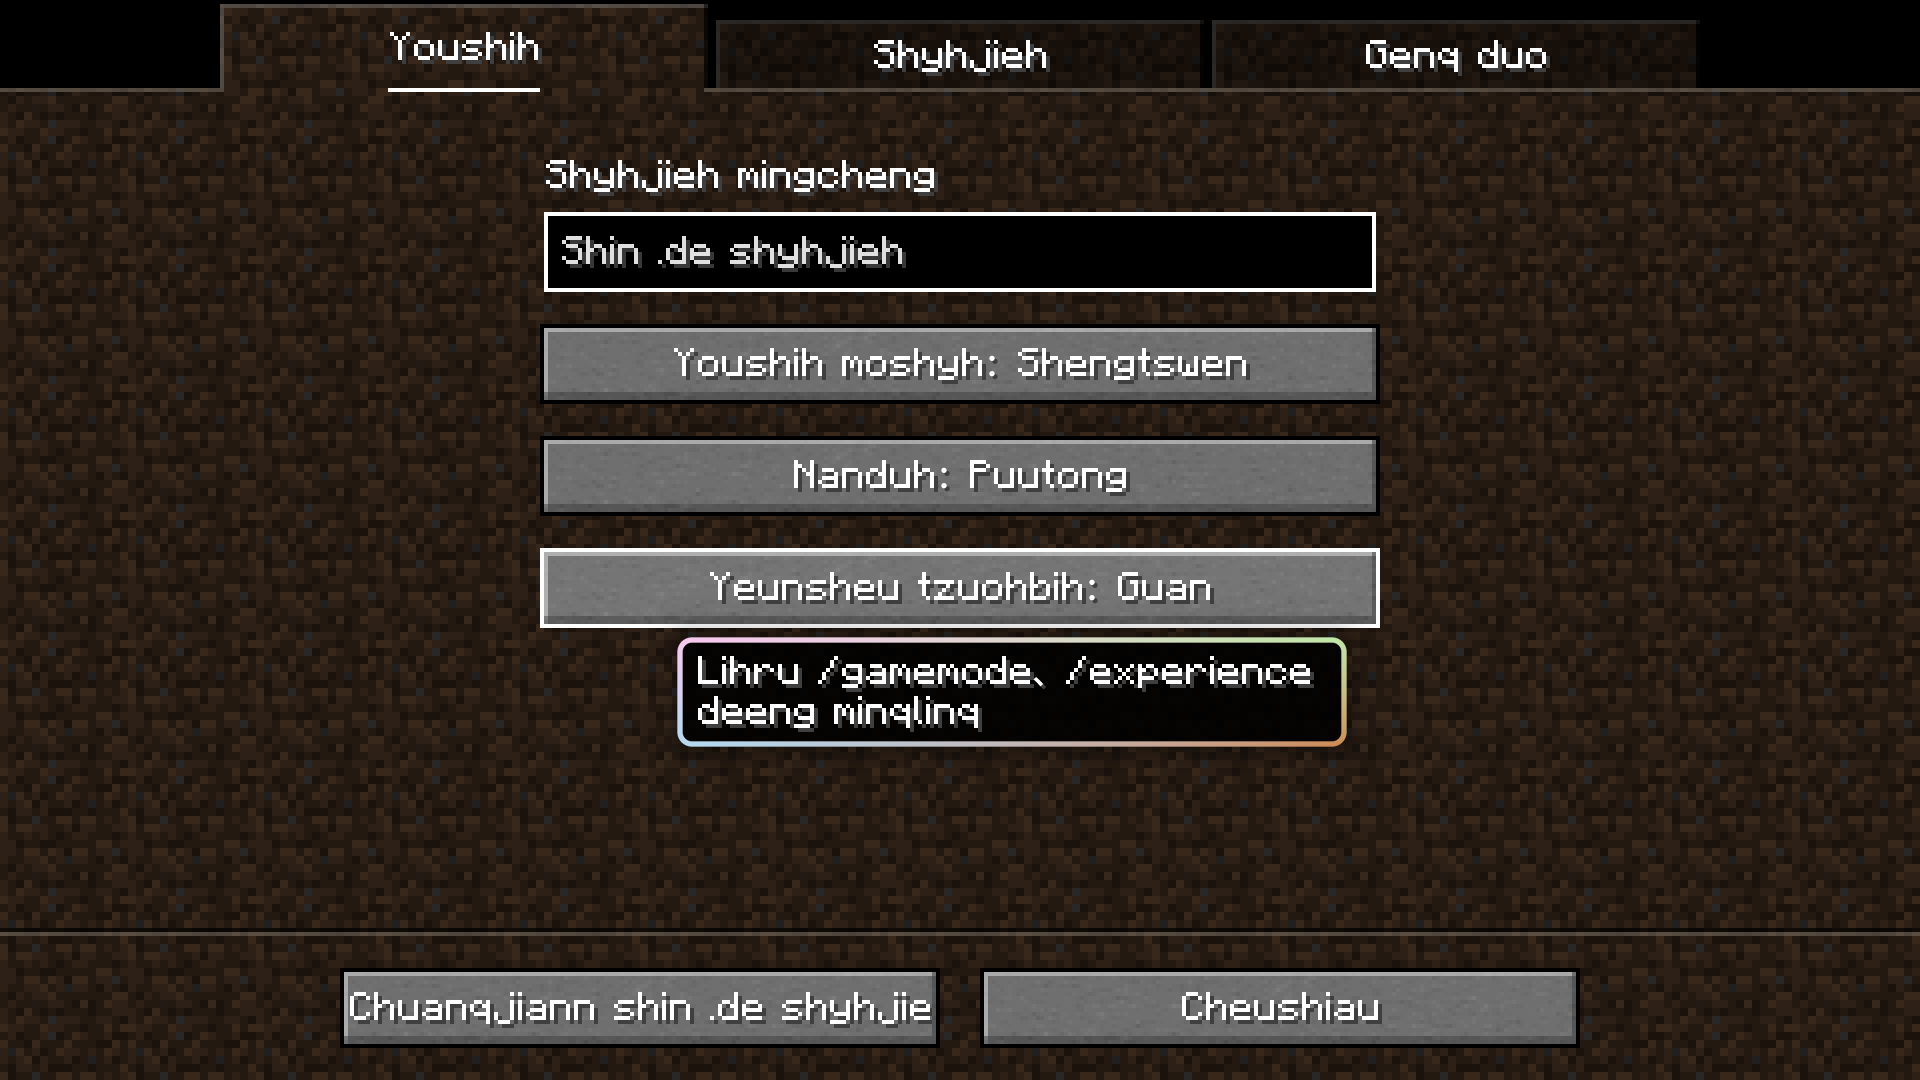 Youshih
Shyhjieh
Genq duo
Shyhjieh mingcheng
Shin .de shyhjieh
Youshih moshyh: Shengtswen
Nanduh: Puutong
Yeunsheu tzuohbih: Guan
Lihru /gamemode、/experience
deeng minqlinq
Chuanqjiann shin .de shyhjie
Cheushiau